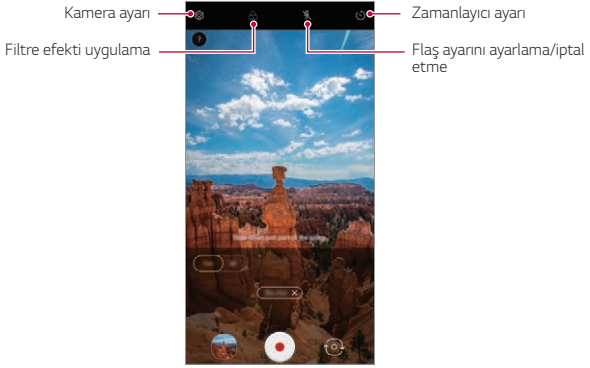 Kamera ayarı
Zamanlayıcı ayarı
Filtre efekti uygulama
Flaş ayarını ayarlama/iptal
etme
?